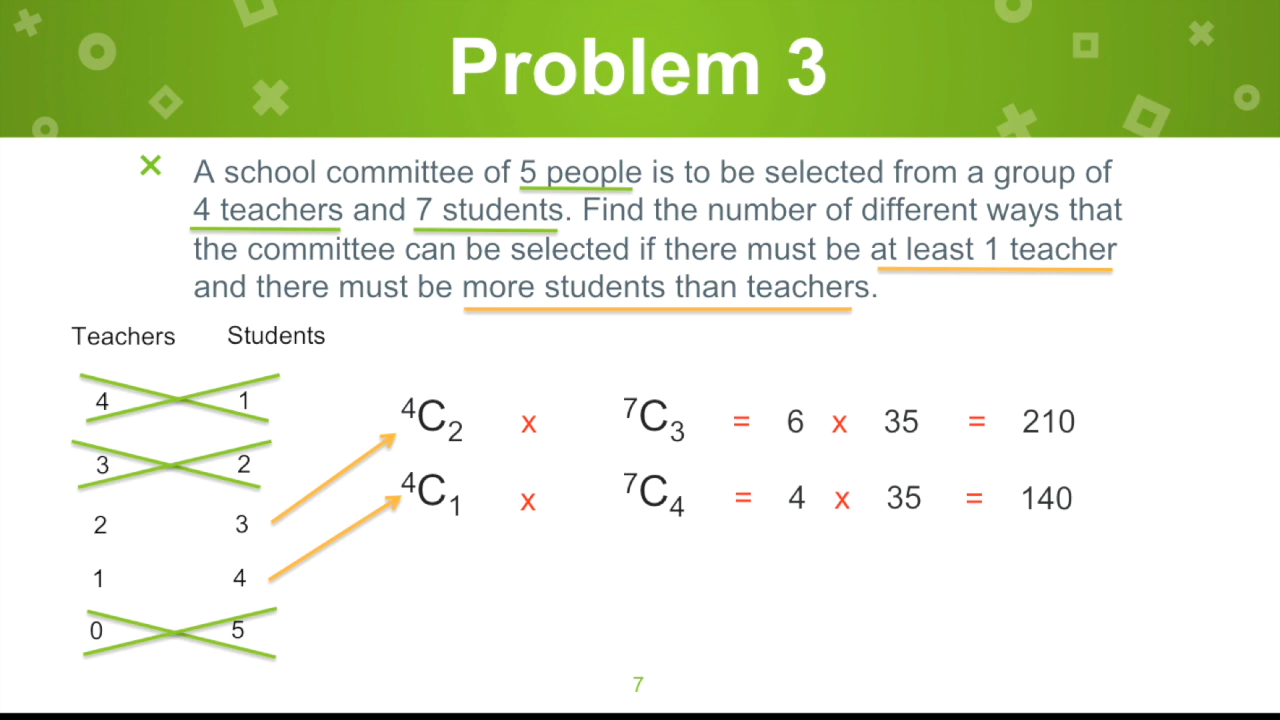 Problem 3
A school committee of 5 people is to be selected from a group of
4 teachers and 7 students. Find the number of different ways that
the committee can be selected if there must be at least 1 teacher
and there must be more students than teachers.
Teachers Students
4 1
3 2
2 3
1 4
0 5
⁴C₂ x ⁷C₃ = 6 x 35 = 210
⁴C₁ x ⁷C₄ = 4 x 35 = 140
7